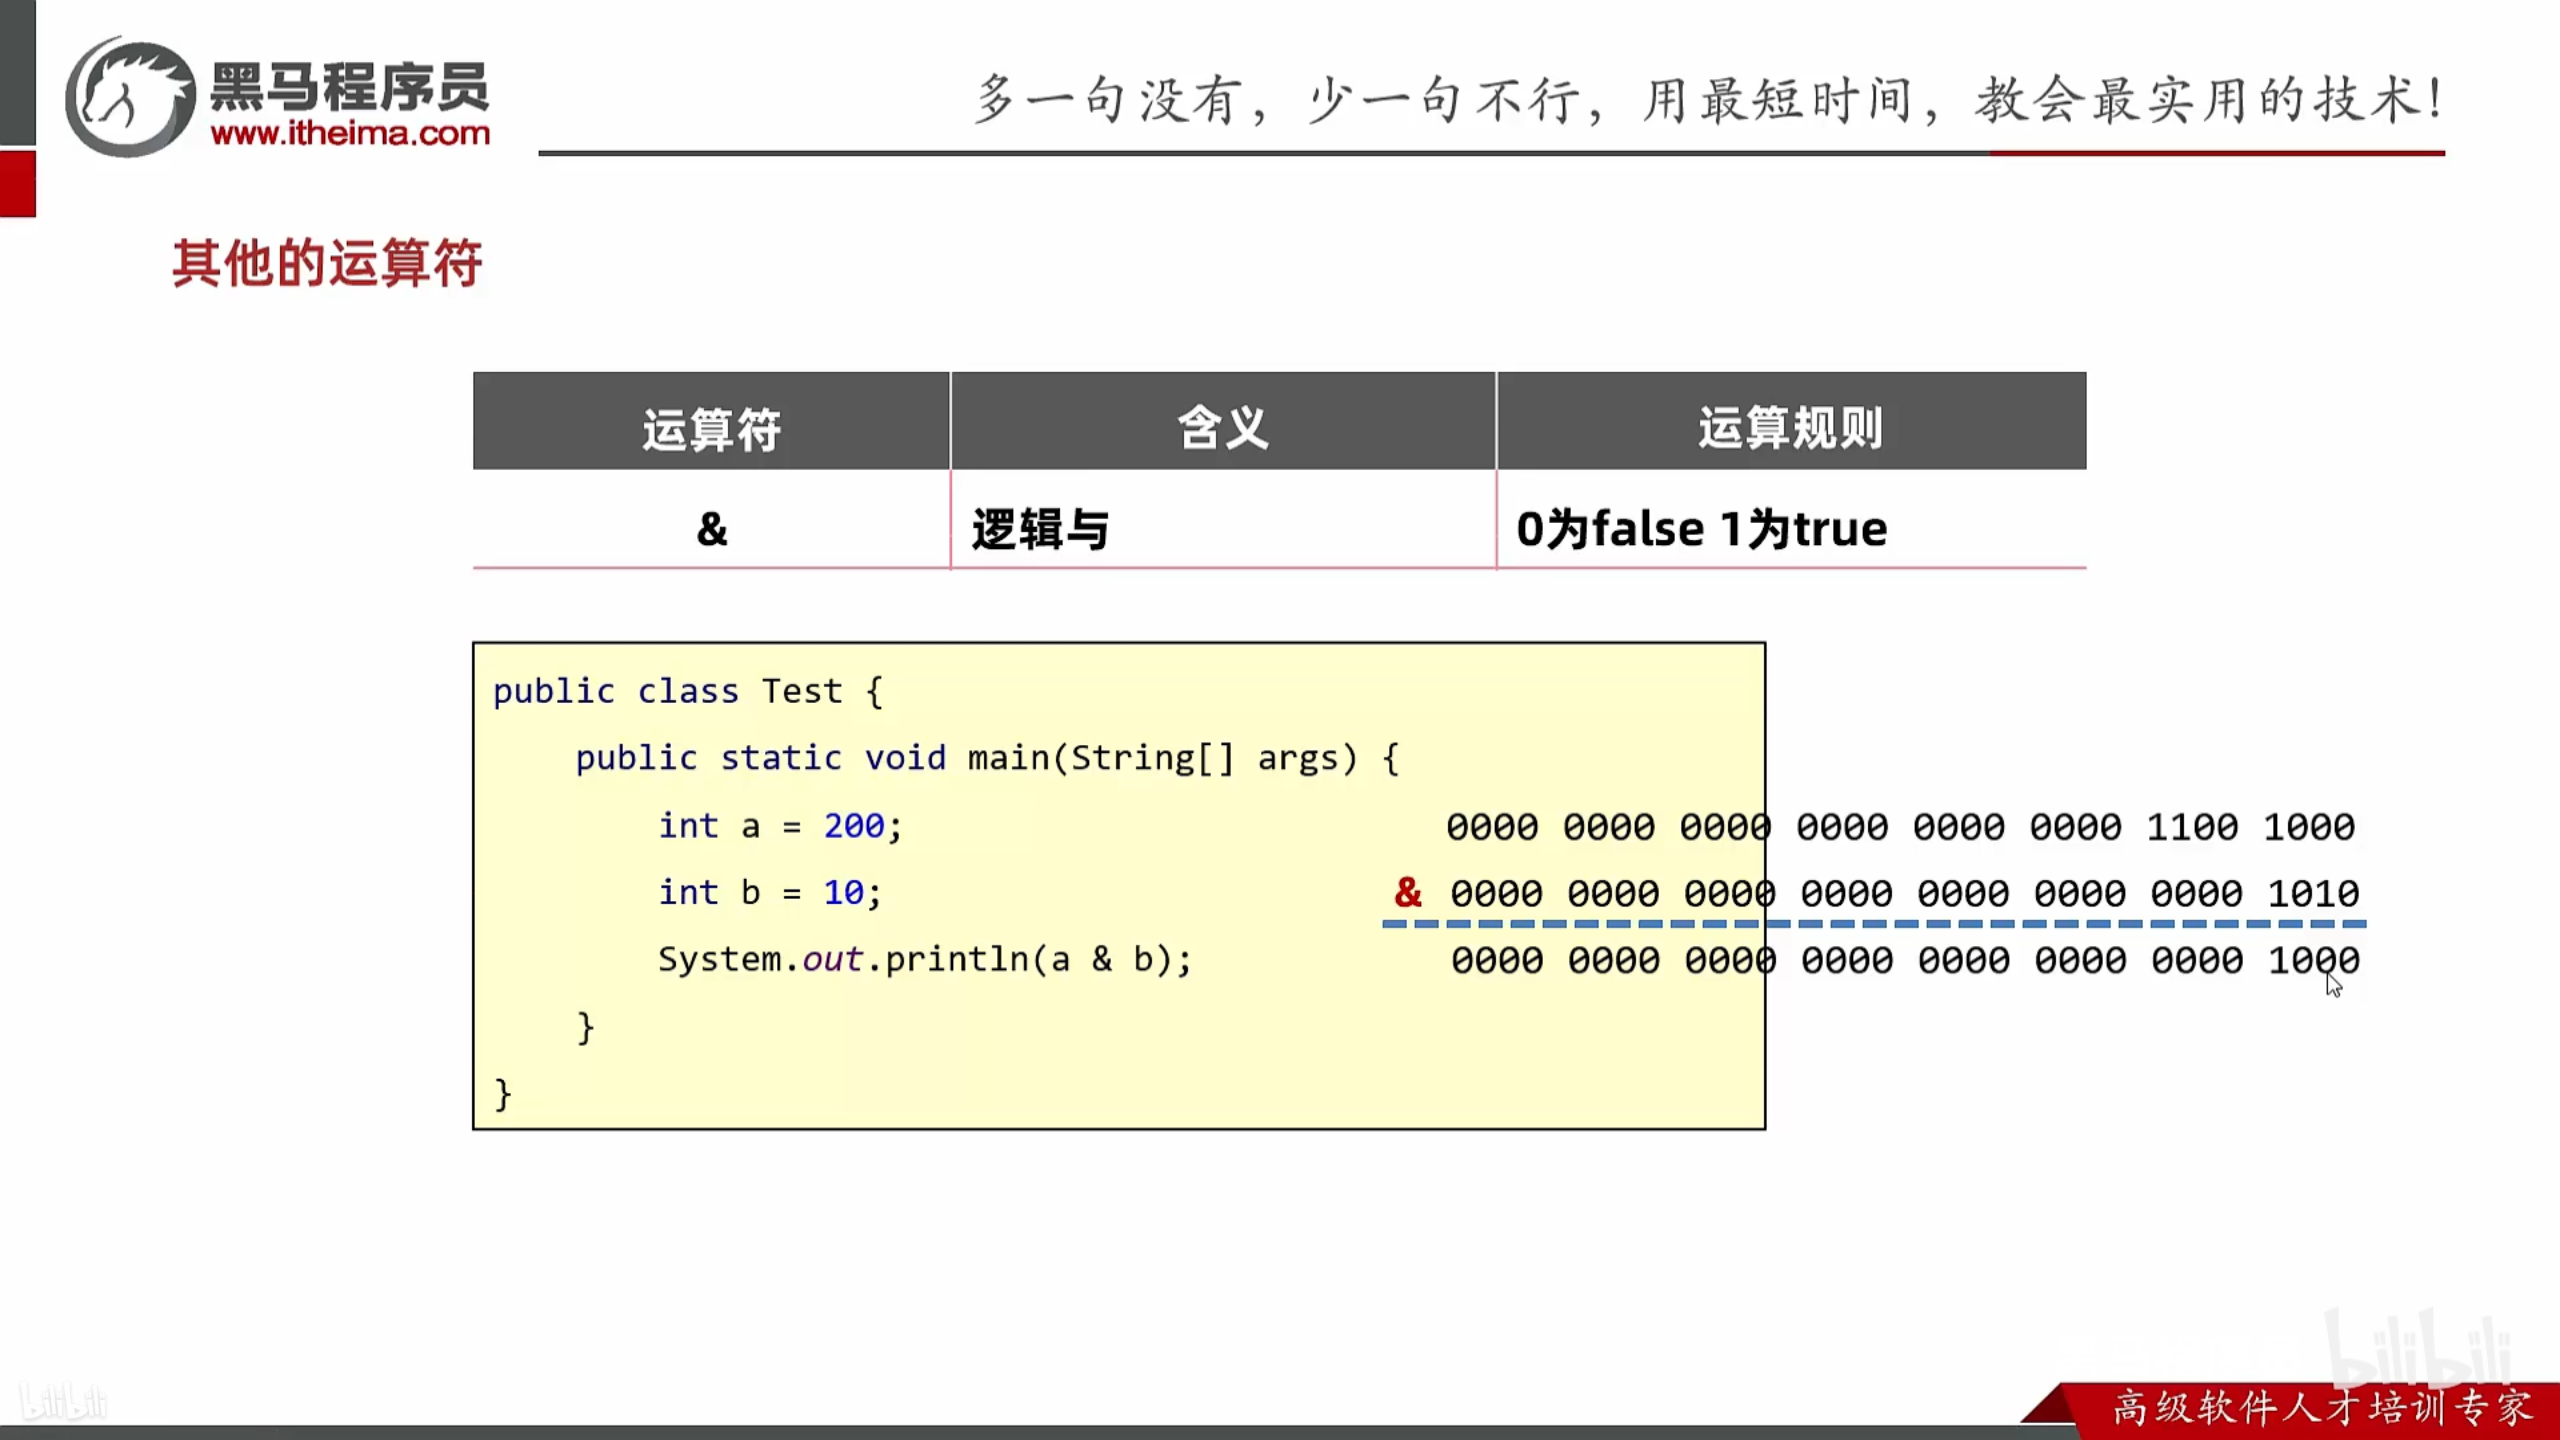 黑马程序员
www.itheima.com
多一句没有，少一句不行，用最短时间，教会最实用的技术！
其他的运算符
运算符 含义 运算规则
& 逻辑与 0为false 1为true
public class Test {
public static void main(String[] args) {
int a = 200; 0000 0000 0000 0000 0000 0000 1100 1000
int b = 10; & 0000 0000 0000 0000 0000 0000 0000 1010
System.out.println(a & b); 0000 0000 0000 0000 0000 0000 0000 1000
}
}
bilibili
bilibili
高级软件人才培训专家